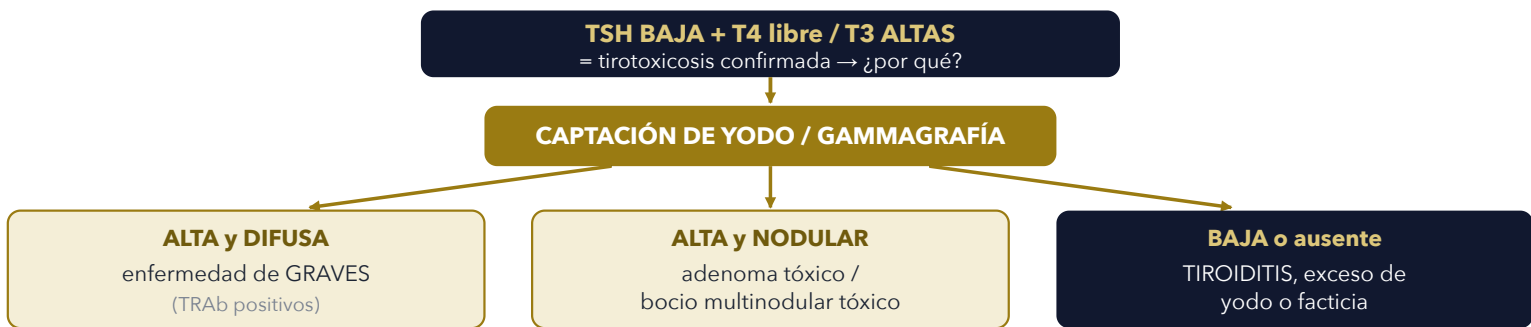 TSH BAJA + T4 libre / T3 ALTAS
= tirotoxicosis confirmada → ¿por qué?
CAPTACIÓN DE YODO / GAMMAGRAFÍA
ALTA y DIFUSA
enfermedad de GRAVES
(TRAb positivos)
ALTA y NODULAR
adenoma tóxico /
bocio multinodular tóxico
BAJA o ausente
TIROIDITIS, exceso de
yodo o facticia